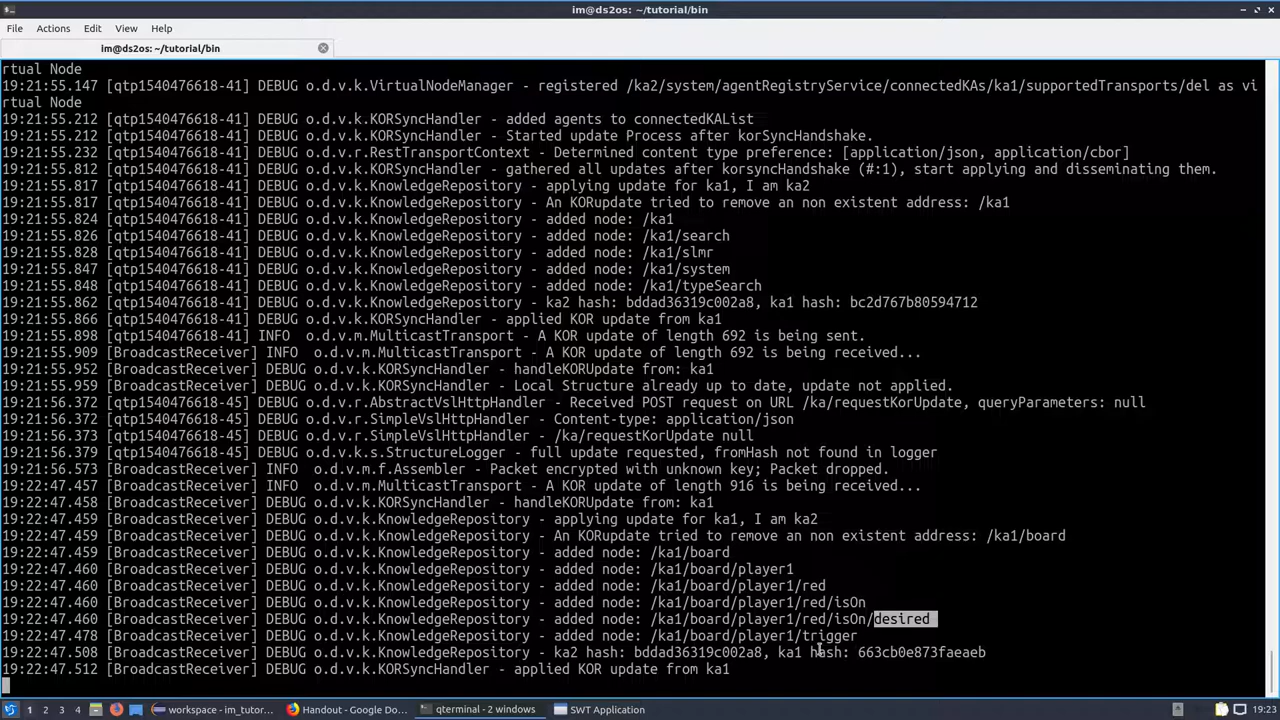 im@ds2os: ~/tutorial/bin
File Actions Edit View Help
im@ds2os: ~/tutorial/bin
rtual Node
19:21:55.147 [qtp1540476618-41] DEBUG o.d.v.k.VirtualNodeManager - registered /ka2/system/agentRegistryService/connectedKAs/ka1/supportedTransports/del as vi
rtual Node
19:21:55.212 [qtp1540476618-41] DEBUG o.d.v.k.KORSyncHandler - added agents to connectedKAList
19:21:55.216 [qtp1540476618-41] DEBUG o.d.v.k.KORSyncHandler - Started update Process after korSyncHandshake.
19:21:55.232 [qtp1540476618-41] DEBUG o.d.v.r.RestTransportContext - Determined content type preference: [application/json, application/cbor]
19:21:55.812 [qtp1540476618-41] DEBUG o.d.v.k.KORSyncHandler - gathered all updates after korsyncHandshake (#:1), start applying and disseminating them.
19:21:55.817 [qtp1540476618-41] DEBUG o.d.v.k.KnowledgeRepository - applying update for ka1, I am ka2
19:21:55.817 [qtp1540476618-41] DEBUG o.d.v.k.KnowledgeRepository - An KORupdate tried to remove an non existent address: /ka1
19:21:55.824 [qtp1540476618-41] DEBUG o.d.v.k.KnowledgeRepository - added node: /ka1
19:21:55.826 [qtp1540476618-41] DEBUG o.d.v.k.KnowledgeRepository - added node: /ka1/search
19:21:55.828 [qtp1540476618-41] DEBUG o.d.v.k.KnowledgeRepository - added node: /ka1/slmr
19:21:55.847 [qtp1540476618-41] DEBUG o.d.v.k.KnowledgeRepository - added node: /ka1/system
19:21:55.848 [qtp1540476618-41] DEBUG o.d.v.k.KnowledgeRepository - added node: /ka1/typeSearch
19:21:55.862 [qtp1540476618-41] DEBUG o.d.v.k.KnowledgeRepository - ka2 hash: bddad36319c002a8, ka1 hash: bc2d767b80594712
19:21:55.866 [qtp1540476618-41] DEBUG o.d.v.k.KORSyncHandler - applied KOR update from ka1
19:21:55.898 [qtp1540476618-41] INFO o.d.v.m.MulticastTransport - A KOR update of length 692 is being sent.
19:21:55.909 [BroadcastReceiver] INFO o.d.v.m.MulticastTransport - A KOR update of length 692 is being received...
19:21:55.952 [BroadcastReceiver] DEBUG o.d.v.k.KORSyncHandler - handleKORUpdate from: ka1
19:21:55.959 [BroadcastReceiver] DEBUG o.d.v.k.KORSyncHandler - Local Structure already up to date, update not applied.
19:21:56.372 [qtp1540476618-45] DEBUG o.d.v.r.AbstractVslHttpHandler - Received POST request on URL /ka/requestKorUpdate, queryParameters: null
19:21:56.372 [qtp1540476618-45] DEBUG o.d.v.r.SimpleVslHttpHandler - Content-type: application/json
19:21:56.373 [qtp1540476618-45] DEBUG o.d.v.r.SimpleVslHttpHandler - /ka/requestKorUpdate null
19:21:56.379 [qtp1540476618-45] DEBUG o.d.v.k.s.StructureLogger - full update requested, fromHash not found in logger
19:21:56.573 [BroadcastReceiver] INFO o.d.v.m.f.Assembler - Packet encrypted with unknown key; Packet dropped.
19:22:47.457 [BroadcastReceiver] INFO o.d.v.m.MulticastTransport - A KOR update of length 916 is being received...
19:22:47.458 [BroadcastReceiver] DEBUG o.d.v.k.KORSyncHandler - handleKORUpdate from: ka1
19:22:47.459 [BroadcastReceiver] DEBUG o.d.v.k.KnowledgeRepository - applying update for ka1, I am ka2
19:22:47.459 [BroadcastReceiver] DEBUG o.d.v.k.KnowledgeRepository - An KORupdate tried to remove an non existent address: /ka1/board
19:22:47.459 [BroadcastReceiver] DEBUG o.d.v.k.KnowledgeRepository - added node: /ka1/board
19:22:47.460 [BroadcastReceiver] DEBUG o.d.v.k.KnowledgeRepository - added node: /ka1/board/player1
19:22:47.460 [BroadcastReceiver] DEBUG o.d.v.k.KnowledgeRepository - added node: /ka1/board/player1/red
19:22:47.460 [BroadcastReceiver] DEBUG o.d.v.k.KnowledgeRepository - added node: /ka1/board/player1/red/isOn
19:22:47.460 [BroadcastReceiver] DEBUG o.d.v.k.KnowledgeRepository - added node: /ka1/board/player1/red/isOn/desired
19:22:47.478 [BroadcastReceiver] DEBUG o.d.v.k.KnowledgeRepository - added node: /ka1/board/player1/trigger
19:22:47.508 [BroadcastReceiver] DEBUG o.d.v.k.KnowledgeRepository - ka2 hash: bddad36319c002a8, ka1 hash: 663cb0e873faeaeb
19:22:47.512 [BroadcastReceiver] DEBUG o.d.v.k.KORSyncHandler - applied KOR update from ka1
1 2 3 4 workspace - im_tutor... Handout - Google Do... qterminal - 2 windows SWT Application 19:23